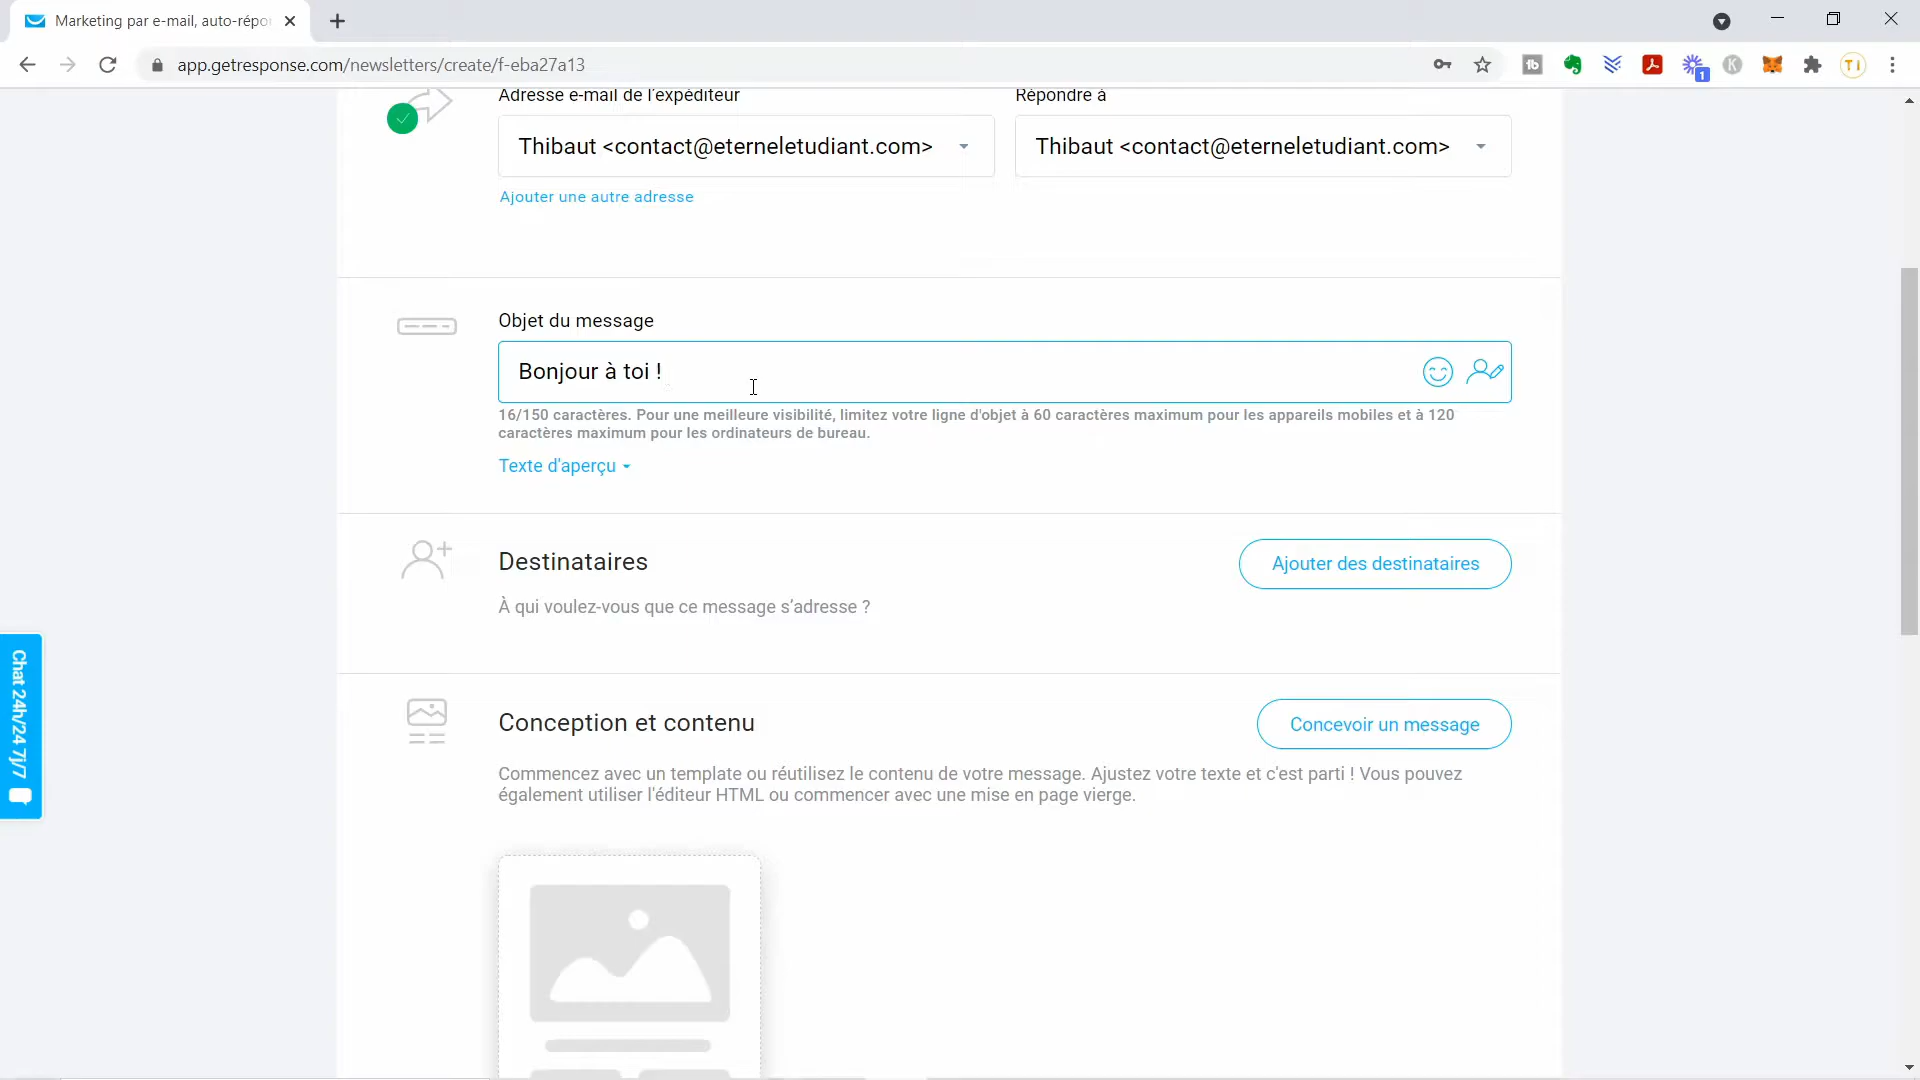 Marketing par e-mail, auto-répo
app.getresponse.com/newsletters/create/f-eba27a13
tb
1
K
T I
Adresse e-mail de l'expéditeur
Répondre à
Thibaut <contact@eterneletudiant.com>
Thibaut <contact@eterneletudiant.com>
Ajouter une autre adresse
Objet du message
Bonjour à toi !
16/150 caractères. Pour une meilleure visibilité, limitez votre ligne d'objet à 60 caractères maximum pour les appareils mobiles et à 120
caractères maximum pour les ordinateurs de bureau.
Texte d'aperçu
Destinataires
Ajouter des destinataires
À qui voulez-vous que ce message s’adresse ?
Chat 24h/24 7j/7
Conception et contenu
Concevoir un message
Commencez avec un template ou réutilisez le contenu de votre message. Ajustez votre texte et c'est parti ! Vous pouvez
également utiliser l'éditeur HTML ou commencer avec une mise en page vierge.